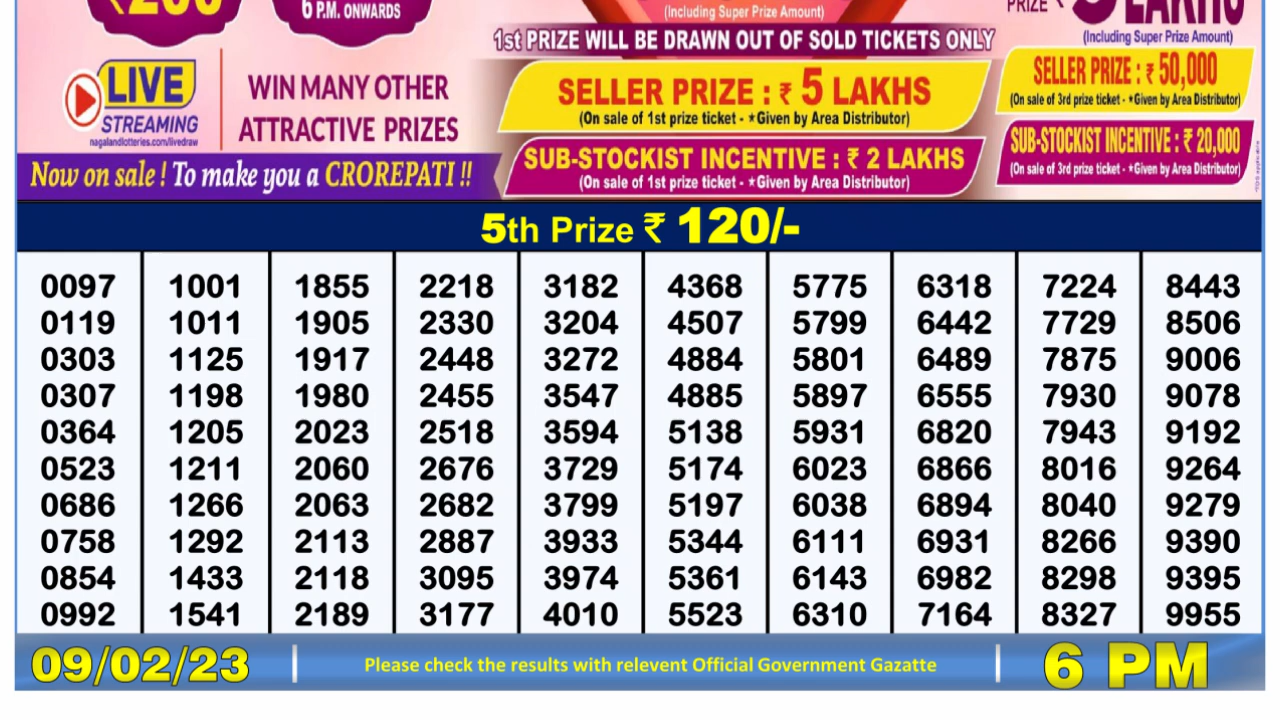 ₹200
6 P.M. ONWARDS
(Including Super Prize Amount)
PRIZE ₹ 5 LAKHS
(Including Super Prize Amount)
1st PRIZE WILL BE DRAWN OUT OF SOLD TICKETS ONLY
LIVE
STREAMING
nagalandlotteries.com/livedraw
WIN MANY OTHER
ATTRACTIVE PRIZES
SELLER PRIZE : ₹ 5 LAKHS
(On sale of 1st prize ticket - *Given by Area Distributor)
SELLER PRIZE : ₹ 50,000
(On sale of 3rd prize ticket - *Given by Area Distributor)
SUB-STOCKIST INCENTIVE : ₹ 2 LAKHS
(On sale of 1st prize ticket - *Given by Area Distributor)
SUB-STOCKIST INCENTIVE : ₹ 20,000
(On sale of 3rd prize ticket - *Given by Area Distributor)
*TDS applicable
Now on sale ! To make you a CROREPATI !!
5th Prize ₹ 120/-
0097 1001 1855 2218 3182 4368 5775 6318 7224 8443
0119 1011 1905 2330 3204 4507 5799 6442 7729 8506
0303 1125 1917 2448 3272 4884 5801 6489 7875 9006
0307 1198 1980 2455 3547 4885 5897 6555 7930 9078
0364 1205 2023 2518 3594 5138 5931 6820 7943 9192
0523 1211 2060 2676 3729 5174 6023 6866 8016 9264
0686 1266 2063 2682 3799 5197 6038 6894 8040 9279
0758 1292 2113 2887 3933 5344 6111 6931 8266 9390
0854 1433 2118 3095 3974 5361 6143 6982 8298 9395
0992 1541 2189 3177 4010 5523 6310 7164 8327 9955
09/02/23
Please check the results with relevent Official Government Gazatte
6 PM